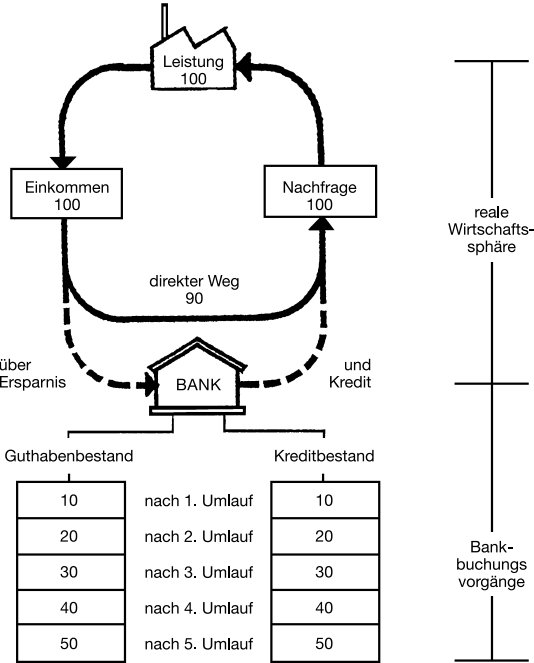 Leistung
100
Einkommen
100
Nachfrage
100
reale
Wirtschafts-
sphäre
direkter Weg
90
über
Ersparnis
BANK
und
Kredit
Guthabenbestand
Kreditbestand
10 nach 1. Umlauf 10
20 nach 2. Umlauf 20
30 nach 3. Umlauf 30
40 nach 4. Umlauf 40
50 nach 5. Umlauf 50
Bank-
buchungs
vorgänge